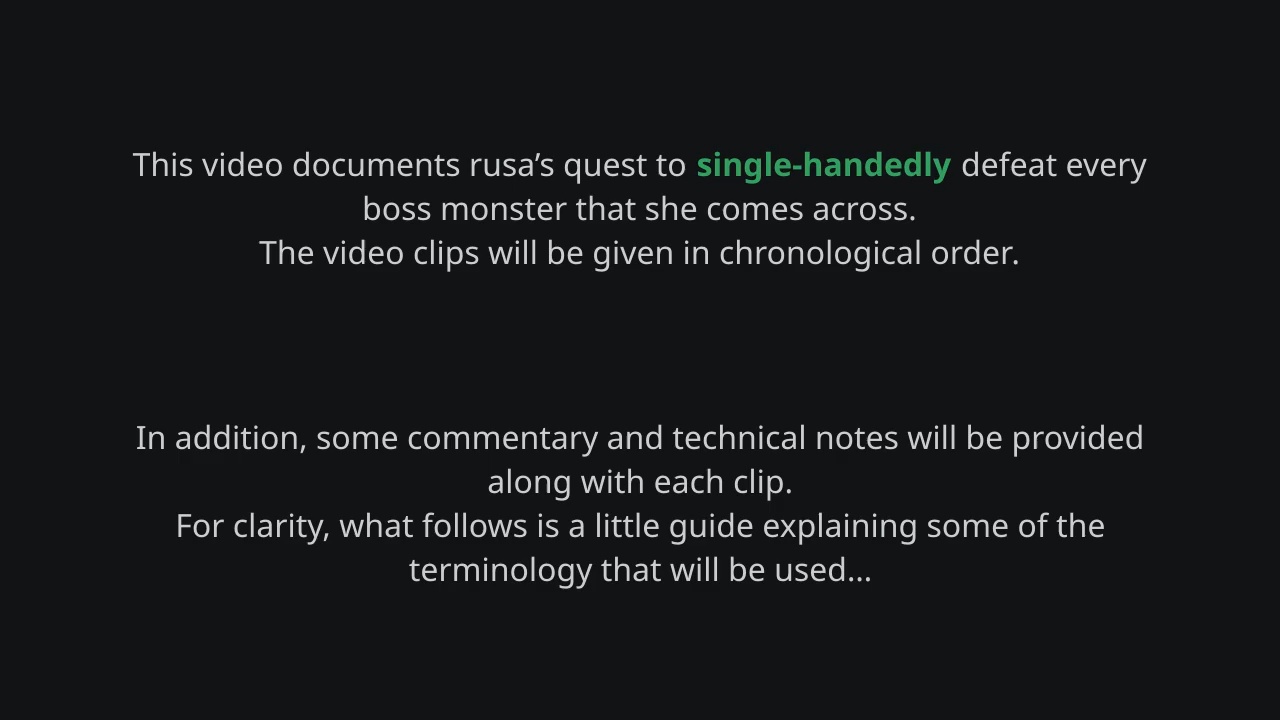 This video documents rusa’s quest to single-handedly defeat every
boss monster that she comes across.
The video clips will be given in chronological order.
In addition, some commentary and technical notes will be provided
along with each clip.
For clarity, what follows is a little guide explaining some of the
terminology that will be used...